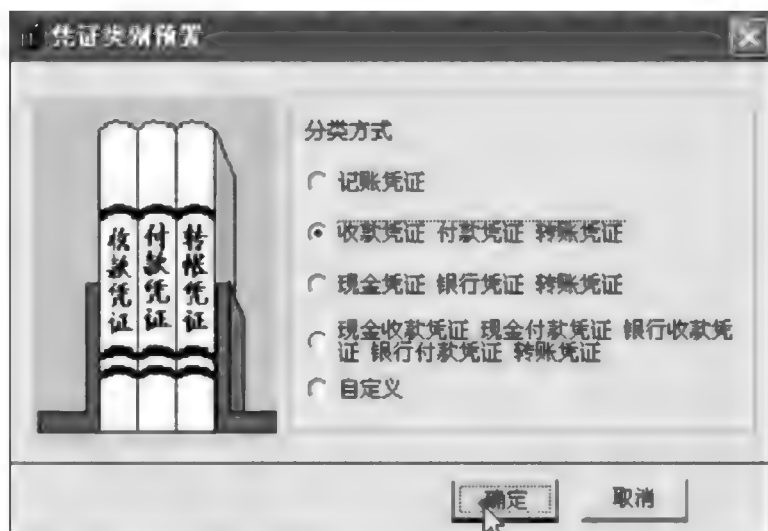 凭证类别预置
分类方式
记账凭证
收款凭证 付款凭证 转账凭证
现金凭证 银行凭证 转账凭证
现金收款凭证 现金付款凭证 银行收款凭
证 银行付款凭证 转账凭证
自定义
收款凭证
付款凭证
转帐凭证
确定
取消